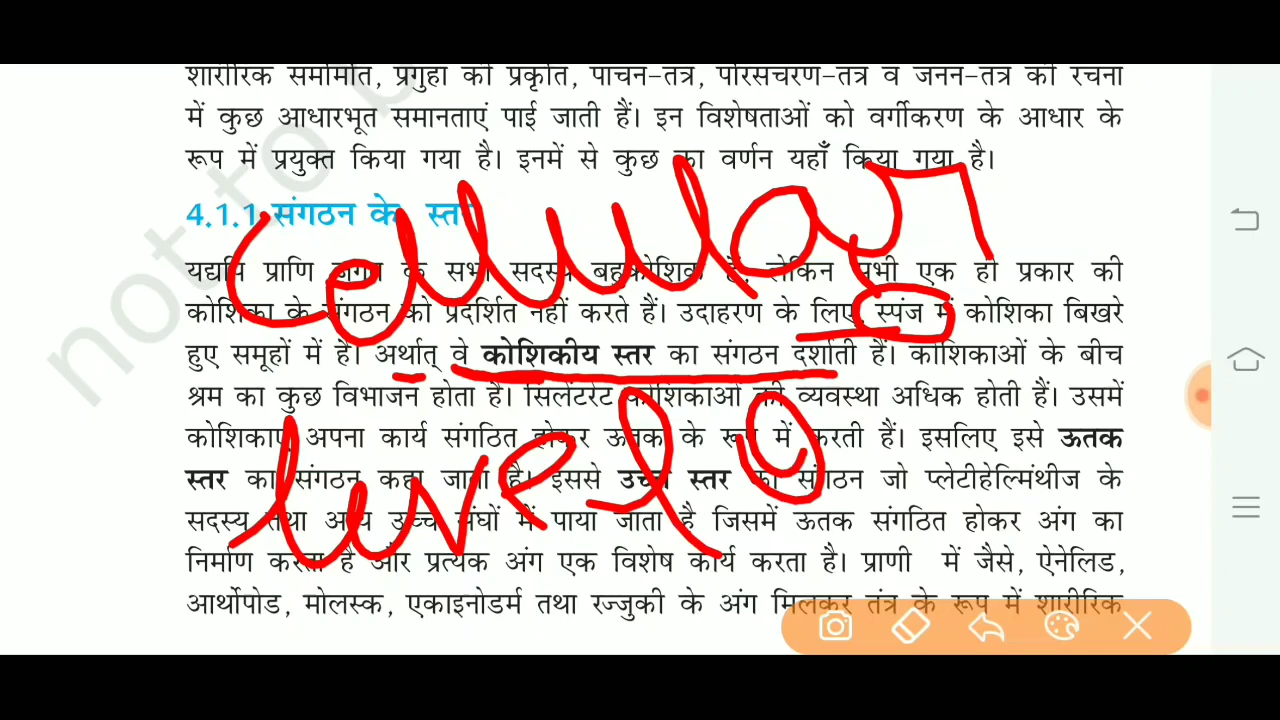 शारीरिक सममिति, प्रगुहा की प्रकृति, पाचन-तंत्र, परिसंचरण-तंत्र व जनन-तंत्र की रचना
में कुछ आधारभूत समानताएं पाई जाती हैं। इन विशेषताओं को वर्गीकरण के आधार के
रूप में प्रयुक्त किया गया है। इनमें से कुछ का वर्णन यहाँ किया गया है।
Cellular
4.1.1 संगठन के स्तर
यद्यपि प्राणि जगत के सभी सदस्य बहुकोशिक हैं, लेकिन सभी एक ही प्रकार की
कोशिका के संगठन को प्रदर्शित नहीं करते हैं। उदाहरण के लिए, स्पंज में कोशिका बिखरे
हुए समूहों में हैं। अर्थात् वे कोशिकीय स्तर का संगठन दर्शाती हैं। कोशिकाओं के बीच
श्रम का कुछ विभाजन होता है। सिलेंटरेट कोशिकाओं की व्यवस्था अधिक होती हैं। उसमें
कोशिकाएं अपना कार्य संगठित होकर ऊतक के रूप में करती हैं। इसलिए इसे ऊतक
level
स्तर का संगठन कहा जाता है। इससे उच्च स्तर का संगठन जो प्लेटीहेल्मिंथीज के
सदस्य तथा अन्य उच्च संघों में पाया जाता है जिसमें ऊतक संगठित होकर अंग का
निर्माण करता है और प्रत्येक अंग एक विशेष कार्य करता है। प्राणी में जैसे, ऐनेलिड,
आर्थोपोड, मोलस्क, एकाइनोडर्म तथा रज्जुकी के अंग मिलकर तंत्र के रूप में शारीरिक
not to b